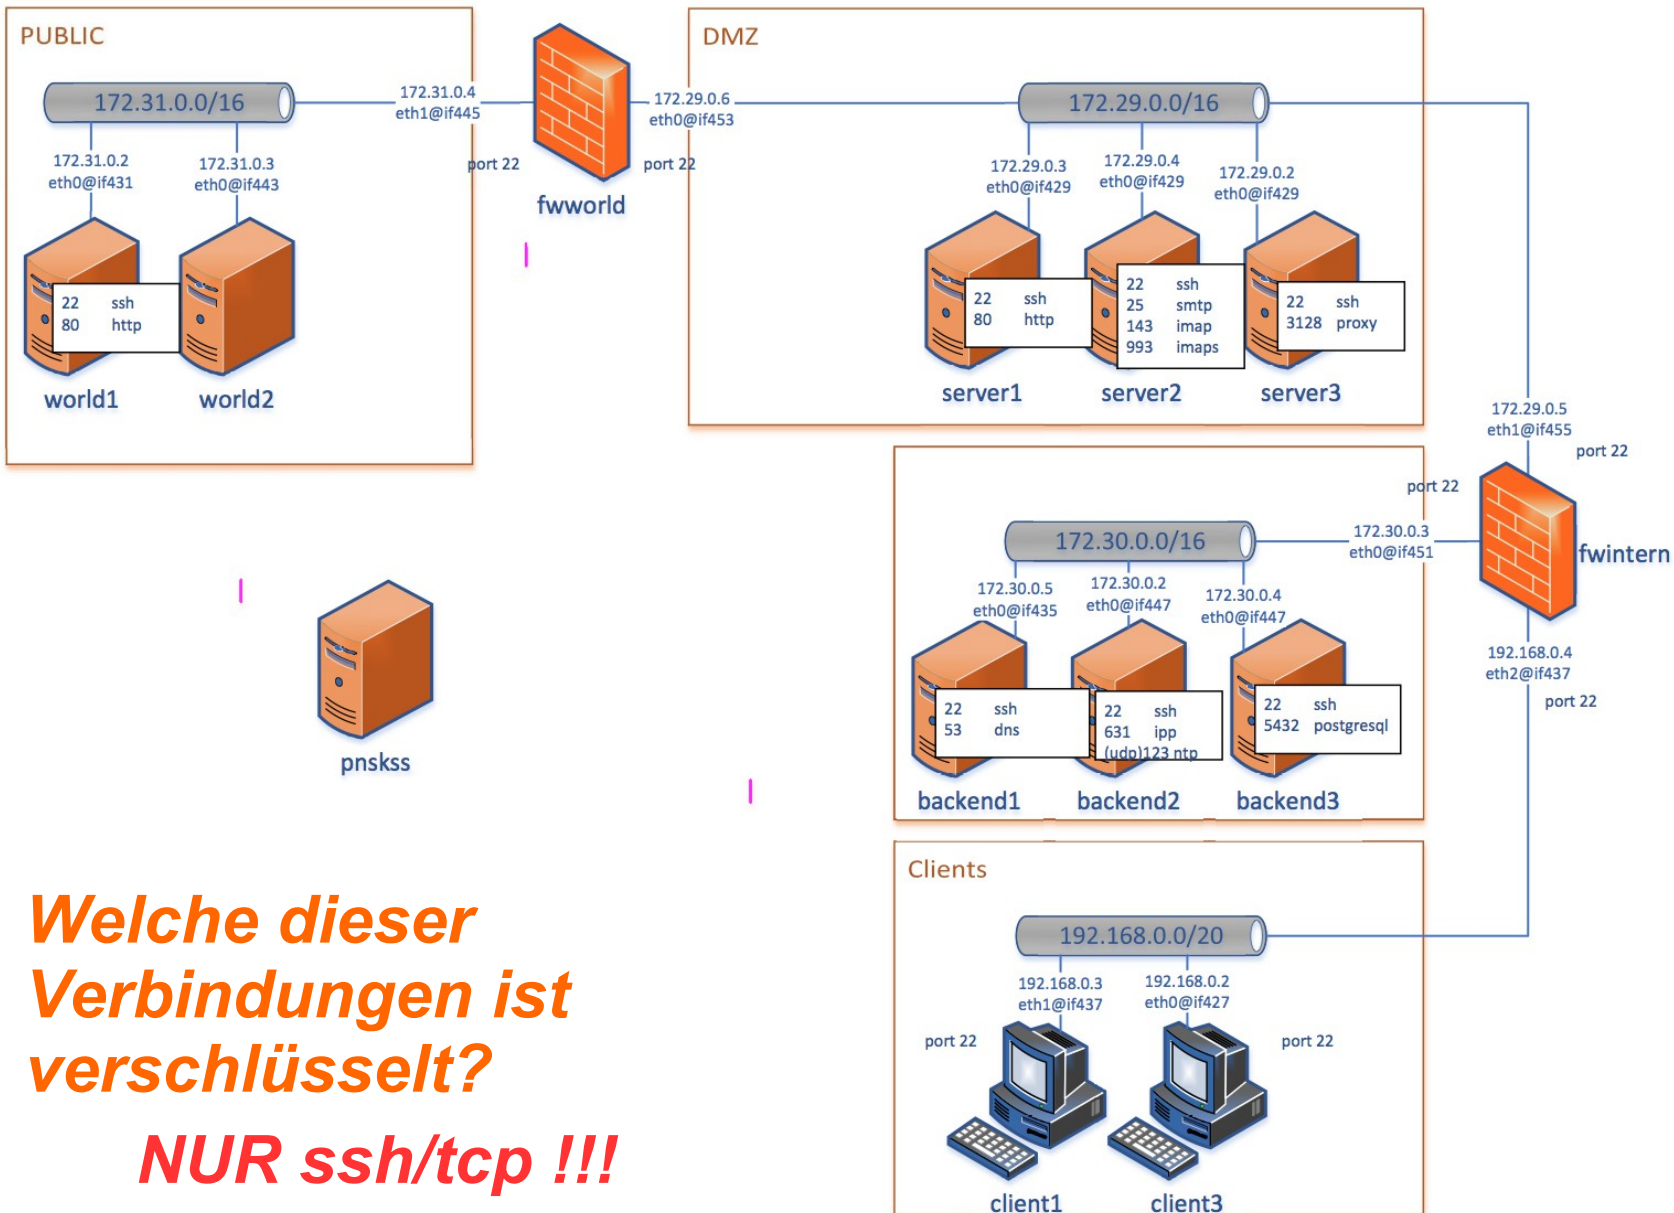 PUBLIC
172.31.0.0/16
172.31.0.4
eth1@if445
port 22
172.31.0.2
eth0@if431
172.31.0.3
eth0@if443
22 ssh
80 http
world1
world2
fwworld
172.29.0.6
eth0@if453
port 22
DMZ
172.29.0.0/16
172.29.0.3
eth0@if429
172.29.0.4
eth0@if429
172.29.0.2
eth0@if429
22 ssh
80 http
22 ssh
25 smtp
143 imap
993 imaps
22 ssh
3128 proxy
server1
server2
server3
172.29.0.5
eth1@if455
port 22
port 22
172.30.0.3
eth0@if451
fwintern
192.168.0.4
eth2@if437
port 22
172.30.0.0/16
172.30.0.5
eth0@if435
172.30.0.2
eth0@if447
172.30.0.4
eth0@if447
22 ssh
53 dns
22 ssh
631 ipp
(udp)123 ntp
22 ssh
5432 postgresql
backend1
backend2
backend3
pnskss
Clients
192.168.0.0/20
192.168.0.3
eth1@if437
192.168.0.2
eth0@if427
port 22
port 22
client1
client3
Welche dieser
Verbindungen ist
verschlüsselt?
NUR ssh/tcp !!!